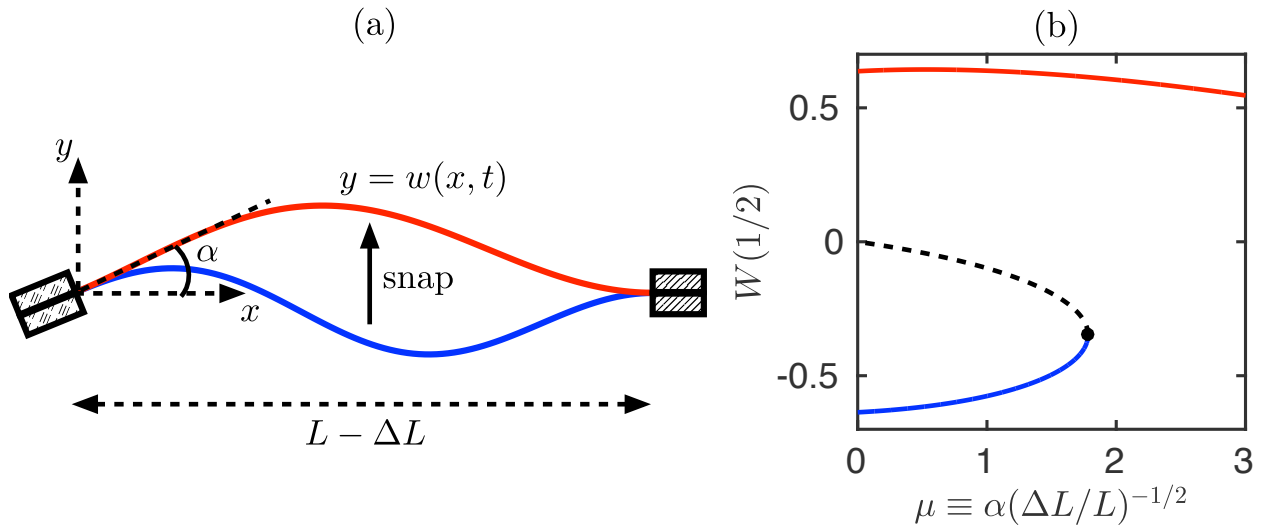 (a)
y
y = w(x, t)
α
snap
x
L − ΔL
(b)
0.5
0
-0.5
W(1/2)
0 1 2 3
μ ≡ α(ΔL/L)^{−1/2}